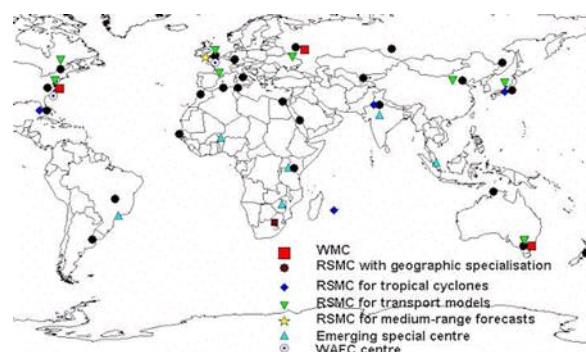 WMC
RSMC with geographic specialisation
RSMC for tropical cyclones
RSMC for transport models
RSMC for medium-range forecasts
Emerging special centre
WAFC centre